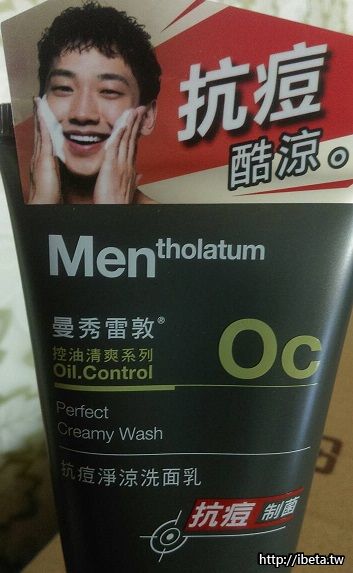 抗痘
酷涼。
Mentholatum
曼秀雷敦®
控油清爽系列
Oil.Control
Oc
Perfect
Creamy Wash
抗痘淨涼洗面乳
抗痘 制菌
http://ibeta.tw